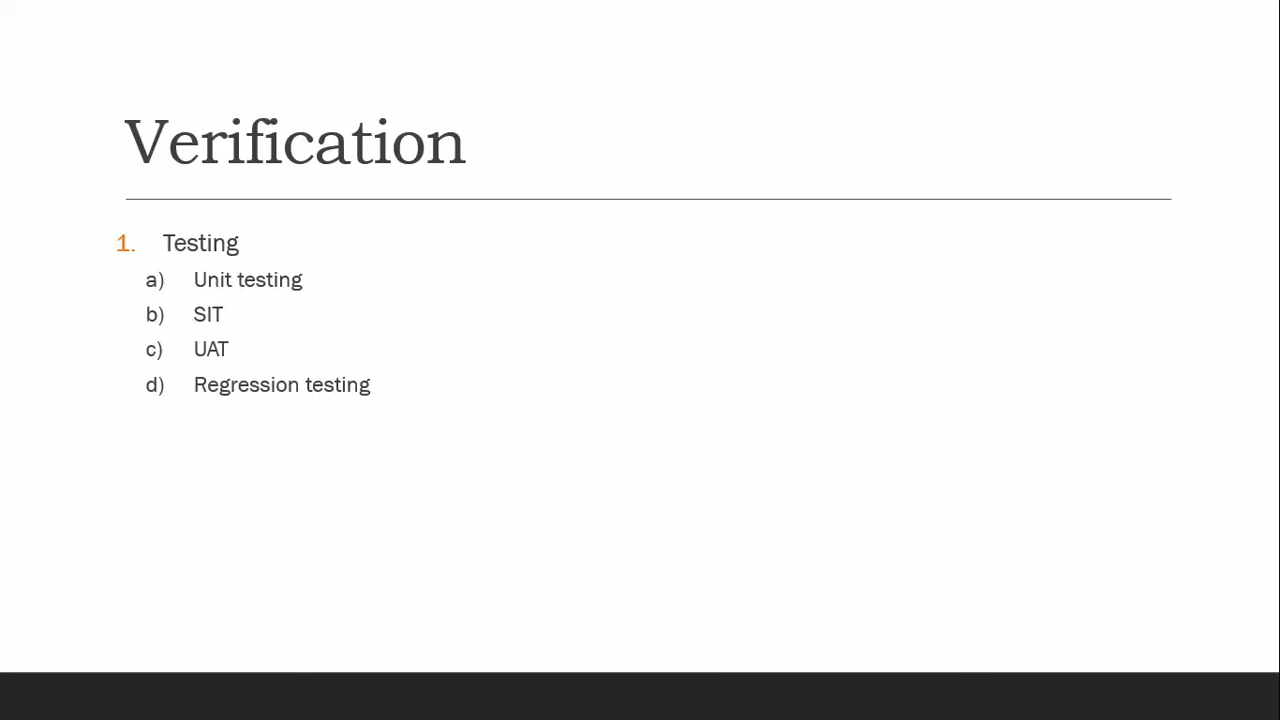 Verification
1. Testing
a) Unit testing
b) SIT
c) UAT
d) Regression testing